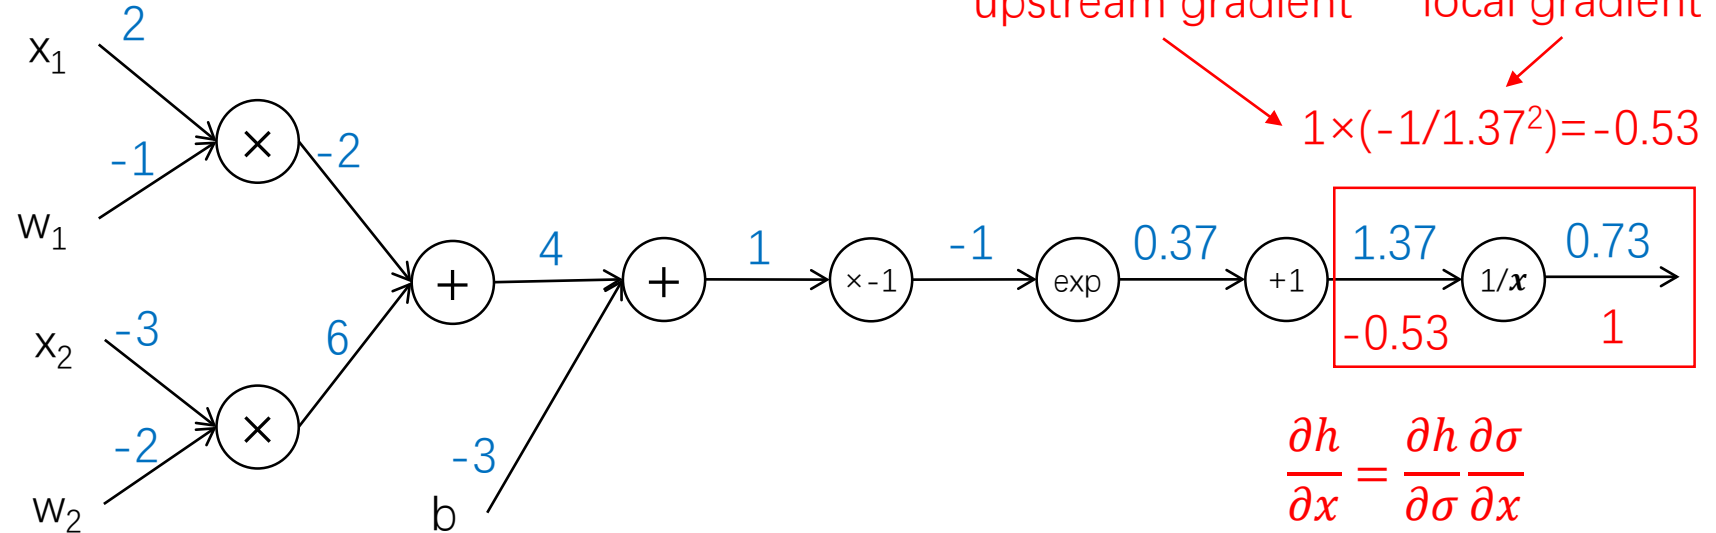 upstream gradient local gradient
x1 2
1×(-1/1.37²)=-0.53
× -2
-1
w1
4 1 -1 0.37 1.37 0.73
+ + ×-1 exp +1 1/x
x2 -3 6 -0.53 1
×
-2 -3
w2 b
∂h/∂x = ∂h/∂σ ∂σ/∂x